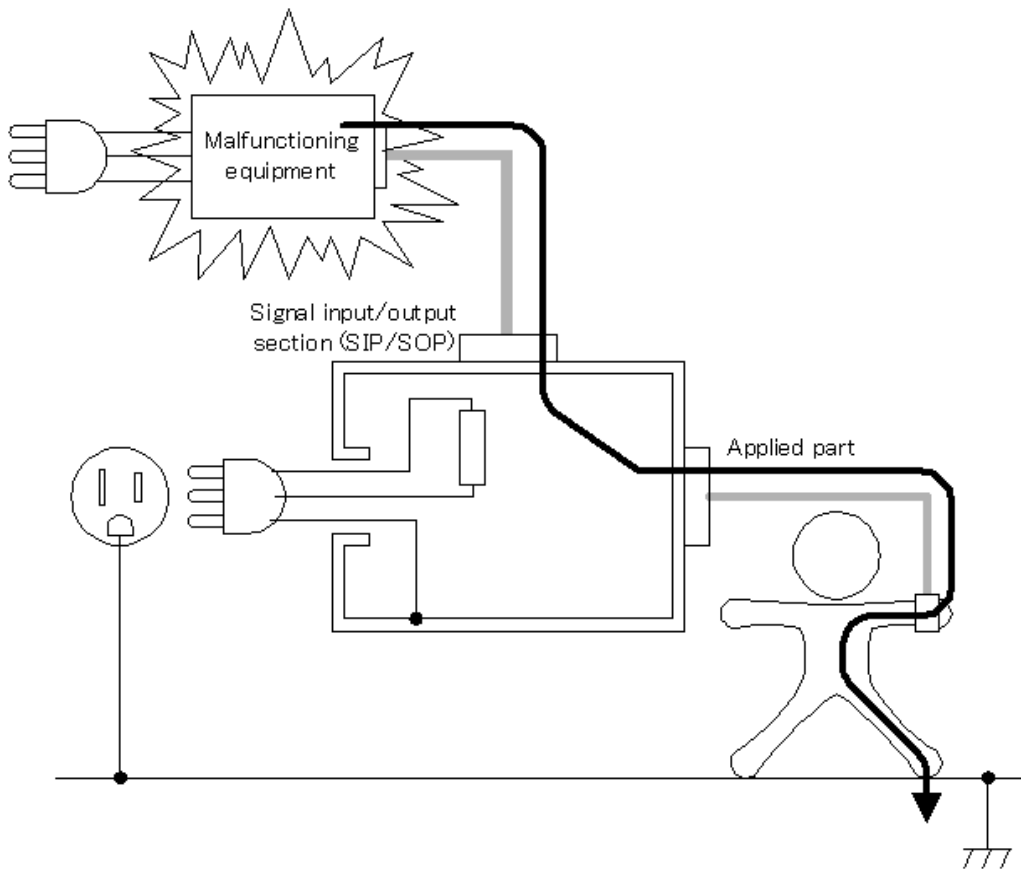 Malfunctioning
equipment
Signal input/output
section (SIP/SOP)
Applied part